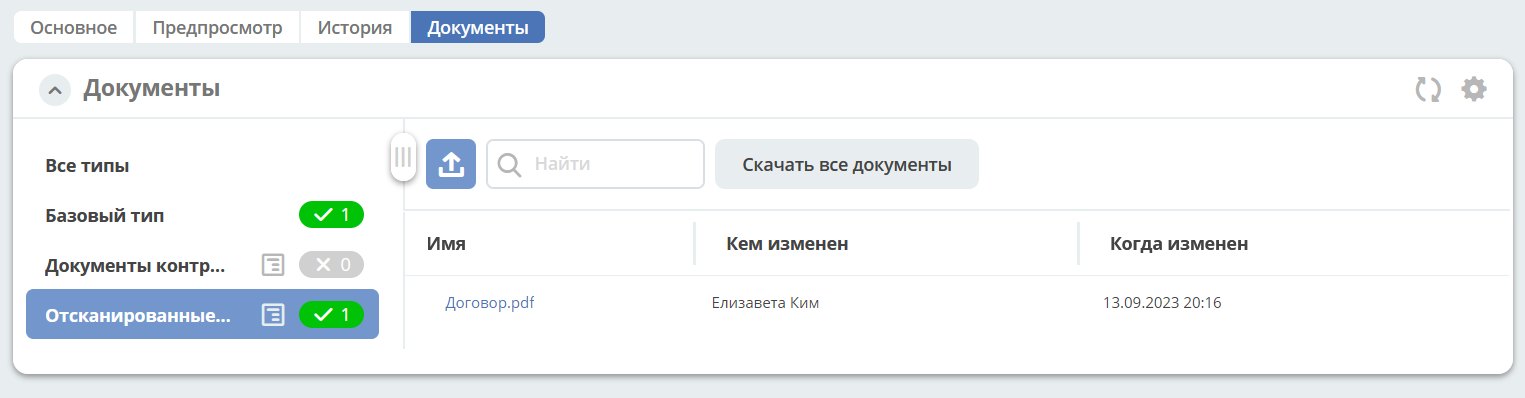 Основное Предпросмотр История Документы
Документы
Все типы
Базовый тип 1
Документы контр... 0
Отсканированные... 1
Найти Скачать все документы
Имя Кем изменен Когда изменен
Договор.pdf Елизавета Ким 13.09.2023 20:16